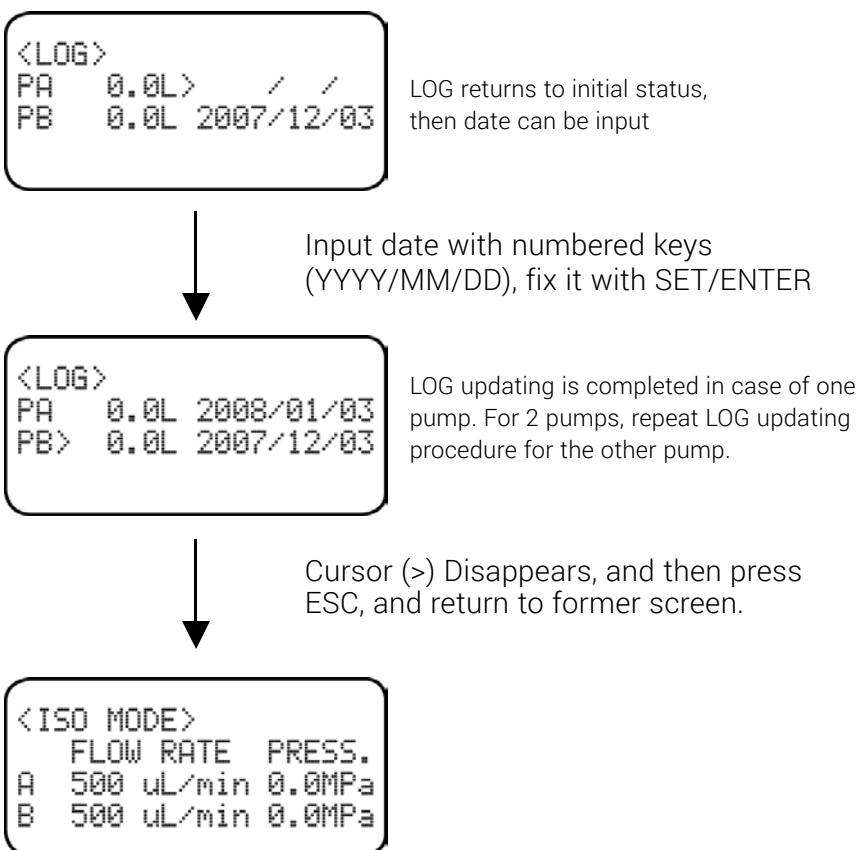 <LOG>
PA 0.0L> / /
PB 0.0L 2007/12/03
LOG returns to initial status,
then date can be input
Input date with numbered keys
(YYYY/MM/DD), fix it with SET/ENTER
<LOG>
PA 0.0L 2008/01/03
PB> 0.0L 2007/12/03
LOG updating is completed in case of one
pump. For 2 pumps, repeat LOG updating
procedure for the other pump.
Cursor (>) Disappears, and then press
ESC, and return to former screen.
<ISO MODE>
FLOW RATE PRESS.
A 500 uL/min 0.0MPa
B 500 uL/min 0.0MPa